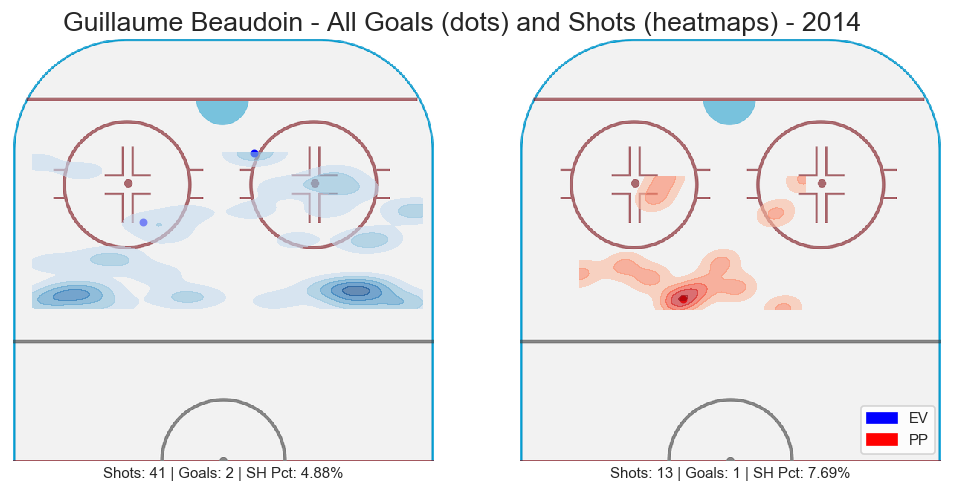 Guillaume Beaudoin - All Goals (dots) and Shots (heatmaps) - 2014
EV
PP
Shots: 41 | Goals: 2 | SH Pct: 4.88%
Shots: 13 | Goals: 1 | SH Pct: 7.69%